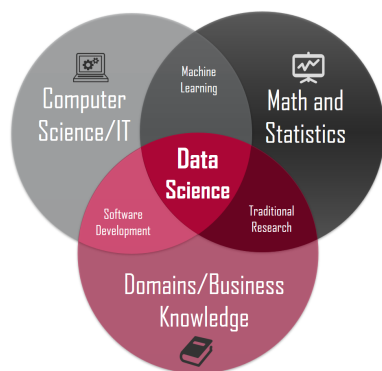 Machine
Learning
Computer
Science/IT
Math and
Statistics
Data
Science
Software
Development
Traditional
Research
Domains/Business
Knowledge